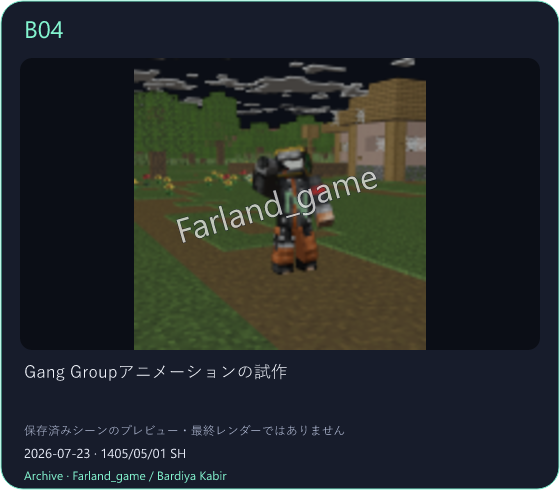 B04
Farland_game
Gang Groupアニメーションの試作
保存済みシーンのプレビュー・最終レンダーではありません
2026-07-23 · 1405/05/01 SH
Archive · Farland_game / Bardiya Kabir